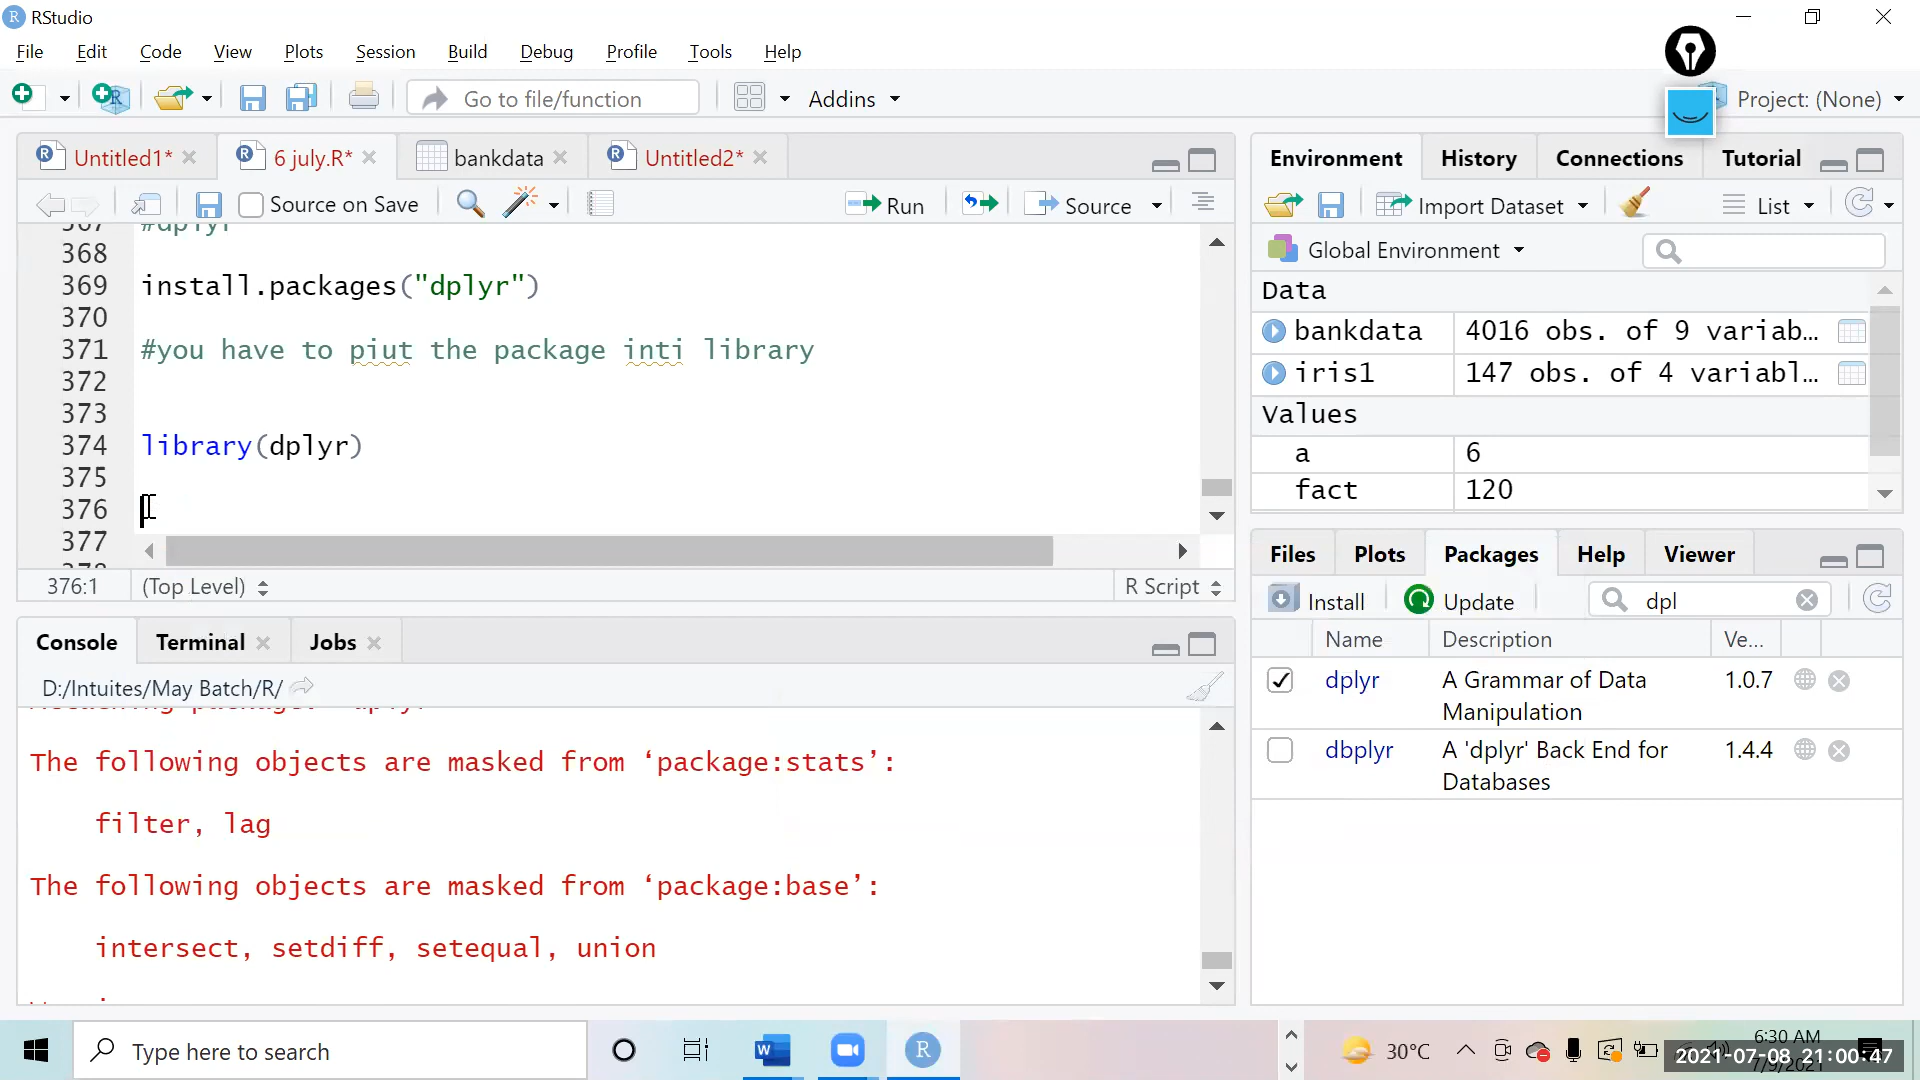 RStudio
File Edit Code View Plots Session Build Debug Profile Tools Help
Go to file/function Addins Project: (None)
Untitled1* 6 july.R* bankdata Untitled2*
Source on Save Run Source
#dplyr
368
369 install.packages("dplyr")
370
371 #you have to piut the package inti library
372
373
374 library(dplyr)
375
376
377
376:1 (Top Level) R Script
Console Terminal Jobs
D:/Intuites/May Batch/R/
The following objects are masked from ‘package:stats’:
filter, lag
The following objects are masked from ‘package:base’:
intersect, setdiff, setequal, union
Environment History Connections Tutorial
Import Dataset List
Global Environment
Data
bankdata 4016 obs. of 9 variab...
iris1 147 obs. of 4 variabl...
Values
a 6
fact 120
Files Plots Packages Help Viewer
Install Update dpl
Name Description Ve...
dplyr A Grammar of Data Manipulation 1.0.7
dbplyr A 'dplyr' Back End for Databases 1.4.4
Type here to search
30°C
6:30 AM
2021-07-08 21:00:47